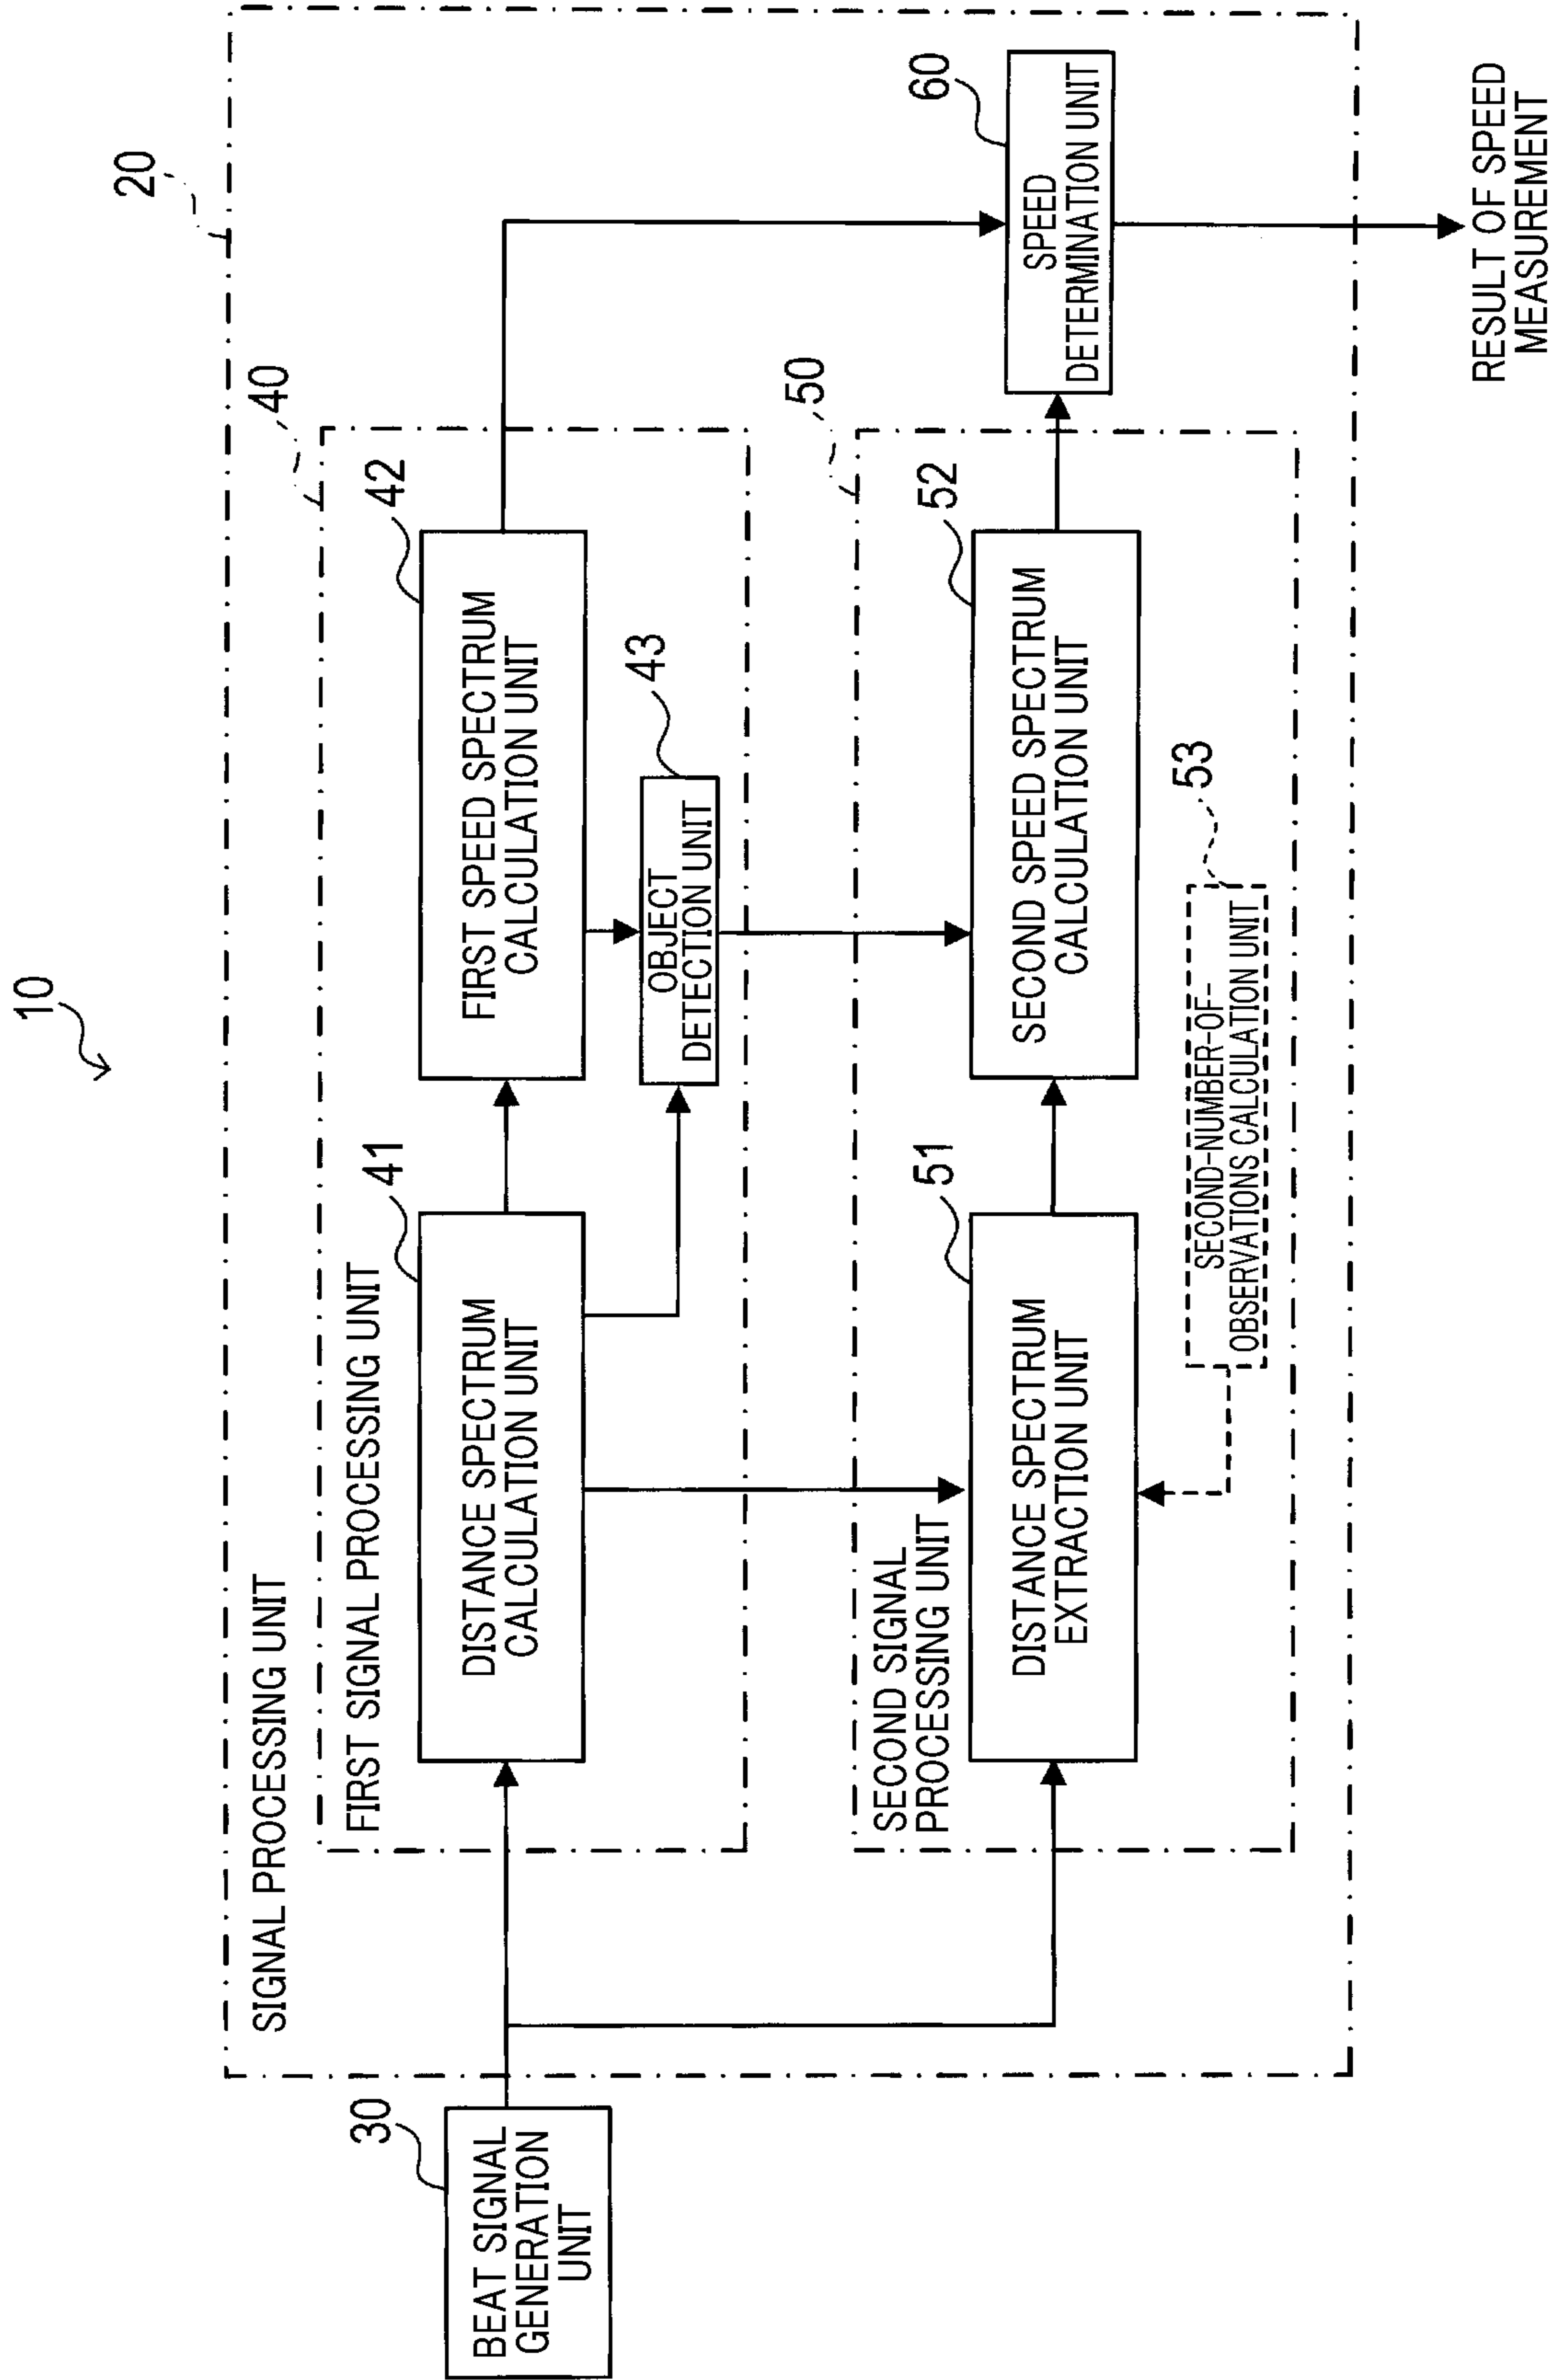 10
20
SIGNAL PROCESSING UNIT
40
FIRST SIGNAL PROCESSING UNIT
30
BEAT SIGNAL
GENERATION
UNIT
41
DISTANCE SPECTRUM
CALCULATION UNIT
42
FIRST SPEED SPECTRUM
CALCULATION UNIT
43
OBJECT
DETECTION UNIT
50
SECOND SIGNAL
PROCESSING UNIT
51
DISTANCE SPECTRUM
EXTRACTION UNIT
52
SECOND SPEED SPECTRUM
CALCULATION UNIT
53
SECOND-NUMBER-OF-
OBSERVATIONS CALCULATION UNIT
60
SPEED
DETERMINATION UNIT
RESULT OF SPEED
MEASUREMENT